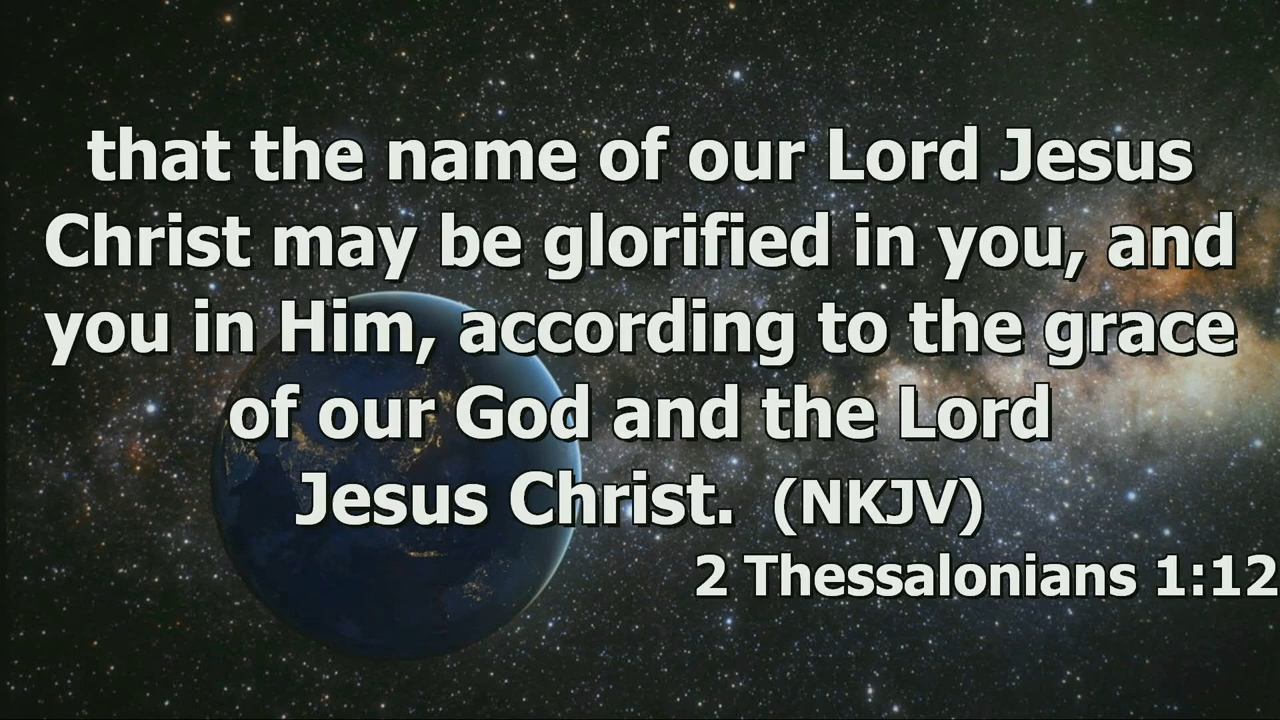 that the name of our Lord Jesus
Christ may be glorified in you, and
you in Him, according to the grace
of our God and the Lord
Jesus Christ. (NKJV)
2 Thessalonians 1:12